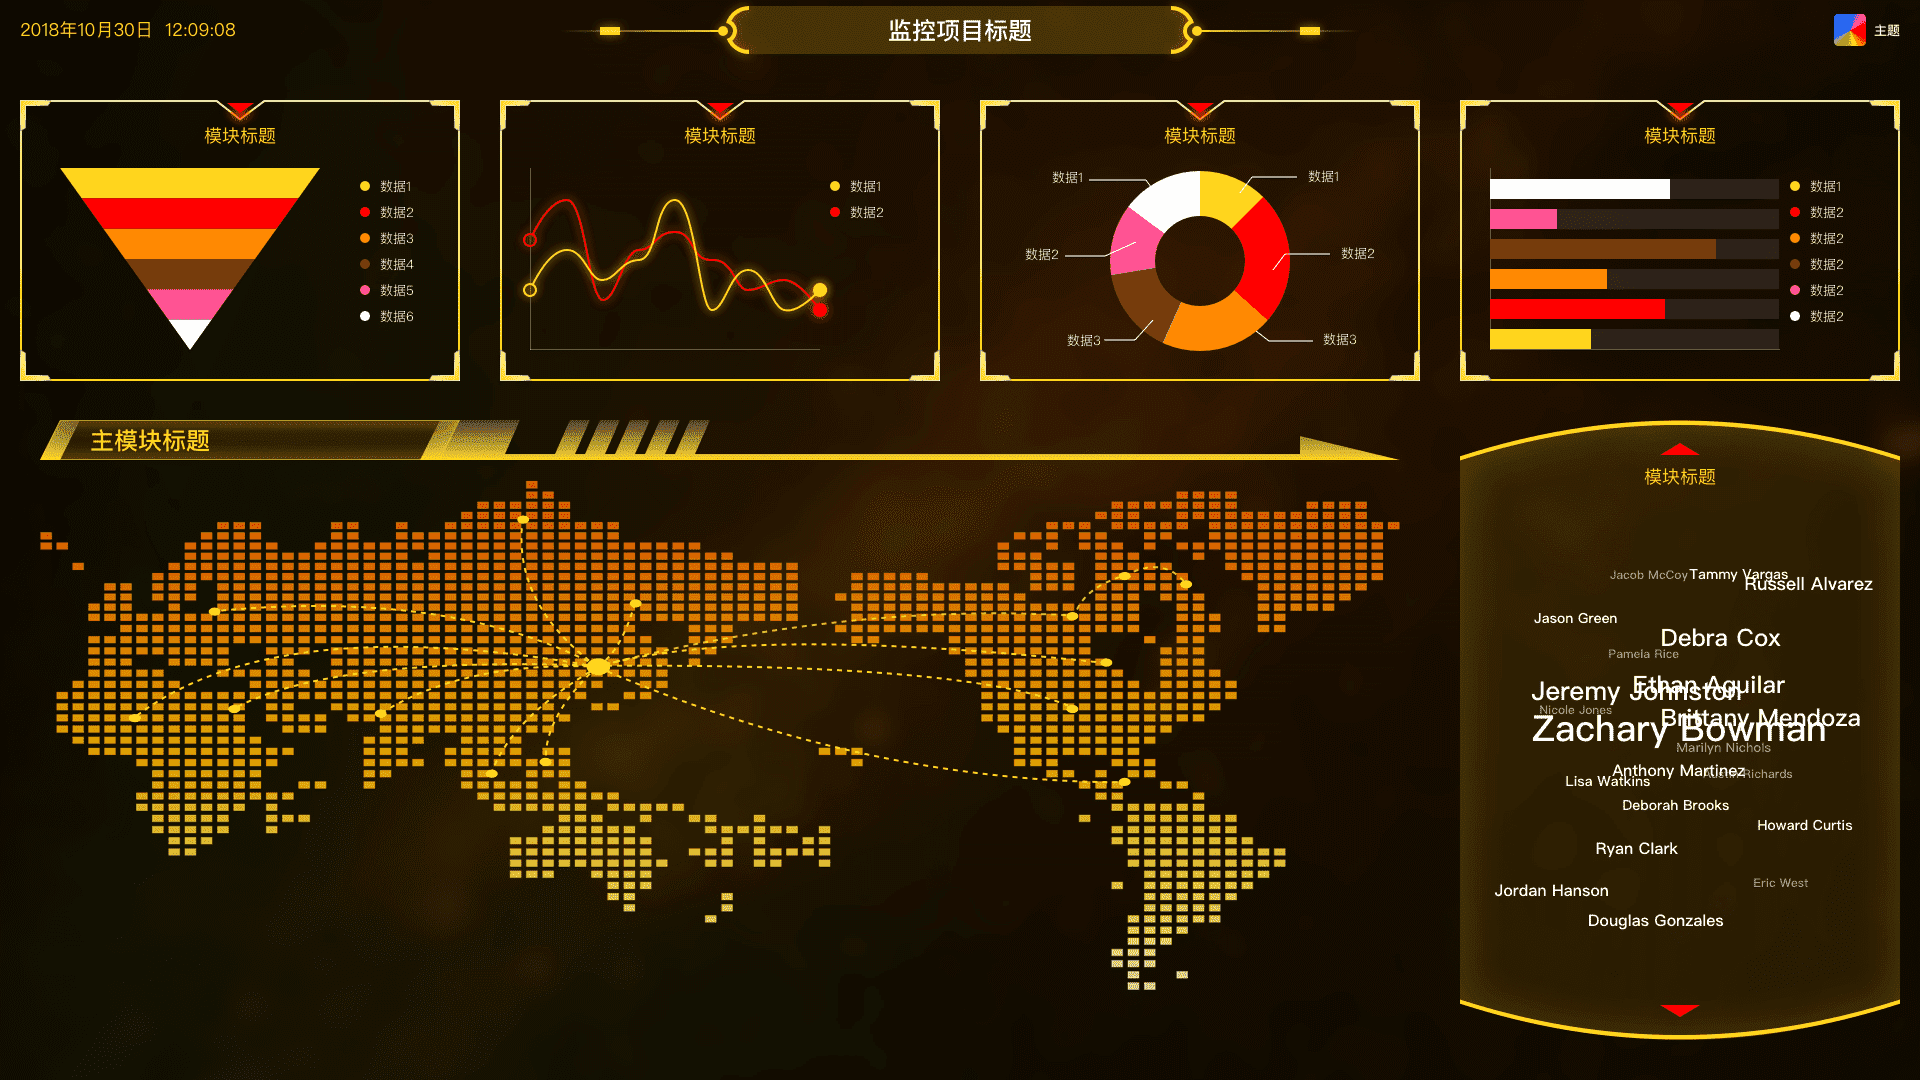 2018年10月30日 12:09:08
监控项目标题
主题
模块标题
数据1
数据2
数据3
数据4
数据5
数据6
模块标题
数据1
数据2
模块标题
数据1
数据1
数据2
数据2
数据3
数据3
模块标题
数据1
数据2
数据2
数据2
数据2
数据2
主模块标题
模块标题
Jacob McCoy
Tammy Vargas
Russell Alvarez
Jason Green
Debra Cox
Pamela Rice
Ethan Aguilar
Jeremy Johnston
Nicole Jones
Brittany Mendoza
Zachary Bowman
Marilyn Nichols
Anthony Martinez
Austin Richards
Lisa Watkins
Deborah Brooks
Howard Curtis
Ryan Clark
Eric West
Jordan Hanson
Douglas Gonzales